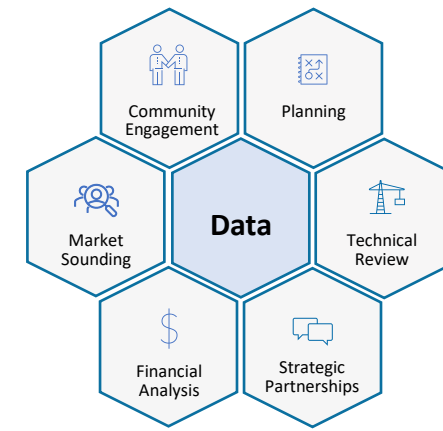 Community
Engagement
Planning
Market
Sounding
Data
Technical
Review
Financial
Analysis
Strategic
Partnerships